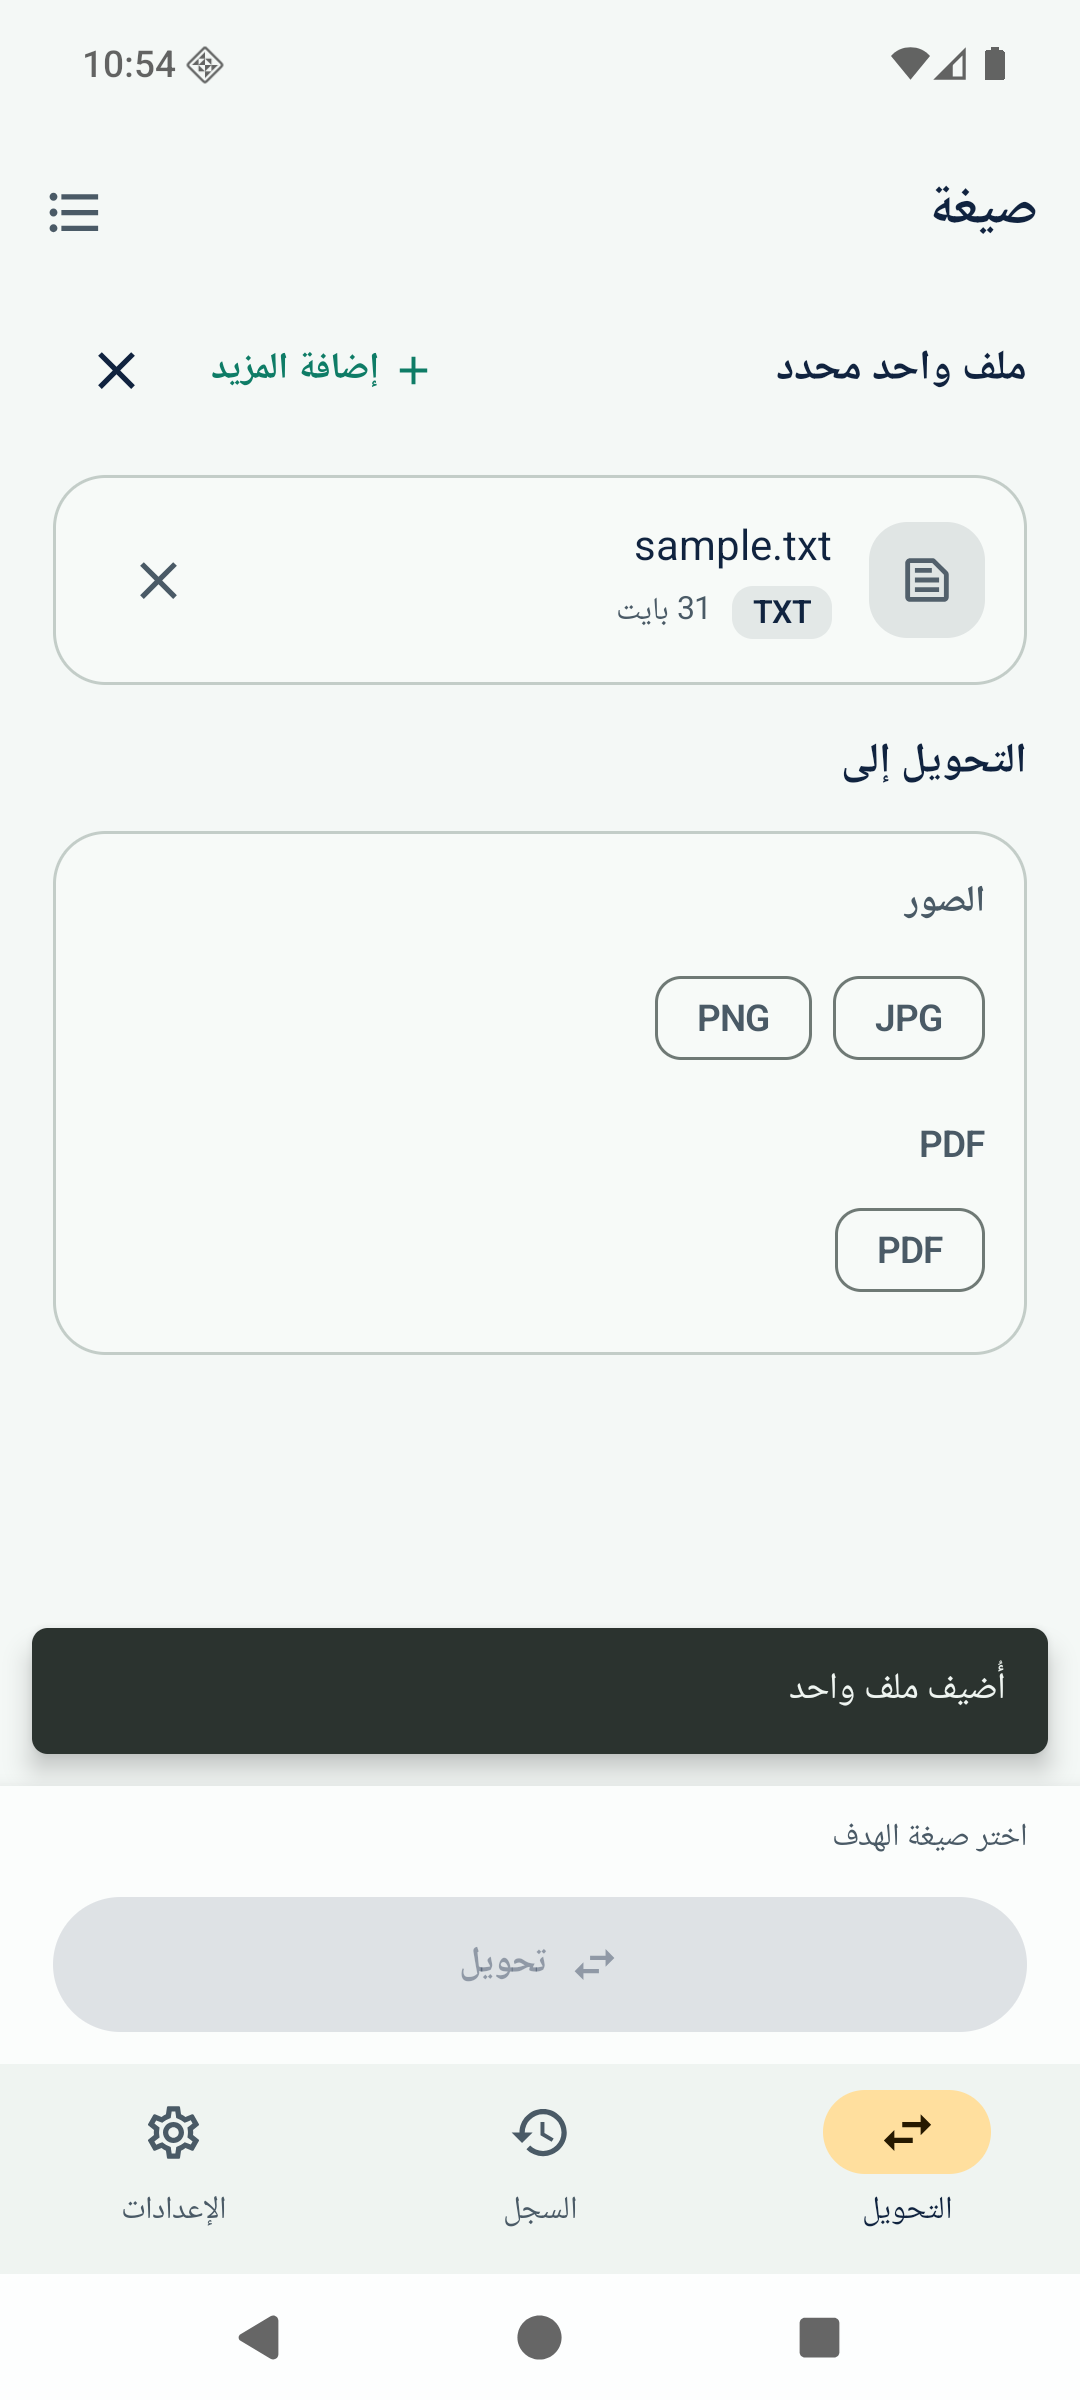 10:54
صيغة
ملف واحد محدد
إضافة المزيد
sample.txt
TXT 31 بايت
التحويل إلى
الصور
JPG PNG
PDF
PDF
أُضيف ملف واحد
اختر صيغة الهدف
تحويل
التحويل السجل الإعدادات